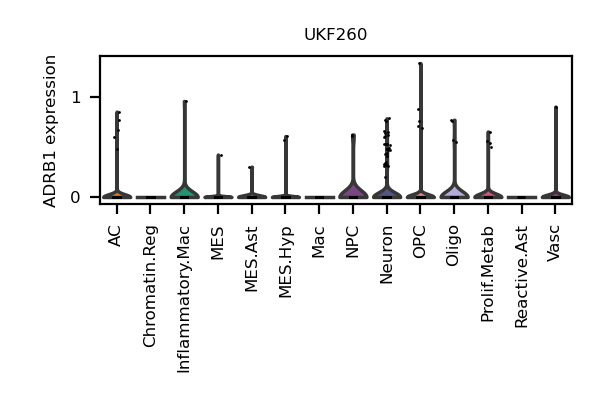 UKF260
ADRB1 expression
1
0
AC
Chromatin.Reg
Inflammatory.Mac
MES
MES.Ast
MES.Hyp
Mac
NPC
Neuron
OPC
Oligo
Prolif.Metab
Reactive.Ast
Vasc